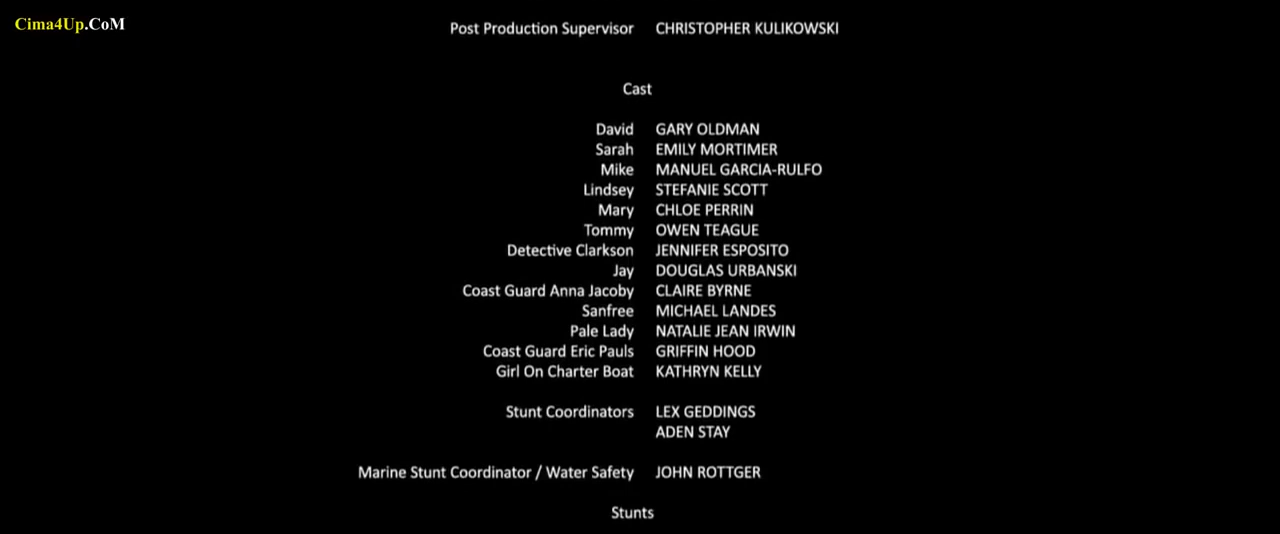 Cima4Up.CoM
Post Production Supervisor CHRISTOPHER KULIKOWSKI
Cast
David GARY OLDMAN
Sarah EMILY MORTIMER
Mike MANUEL GARCIA-RULFO
Lindsey STEFANIE SCOTT
Mary CHLOE PERRIN
Tommy OWEN TEAGUE
Detective Clarkson JENNIFER ESPOSITO
Jay DOUGLAS URBANSKI
Coast Guard Anna Jacoby CLAIRE BYRNE
Sanfree MICHAEL LANDES
Pale Lady NATALIE JEAN IRWIN
Coast Guard Eric Pauls GRIFFIN HOOD
Girl On Charter Boat KATHRYN KELLY
Stunt Coordinators LEX GEDDINGS
ADEN STAY
Marine Stunt Coordinator / Water Safety JOHN ROTTGER
Stunts